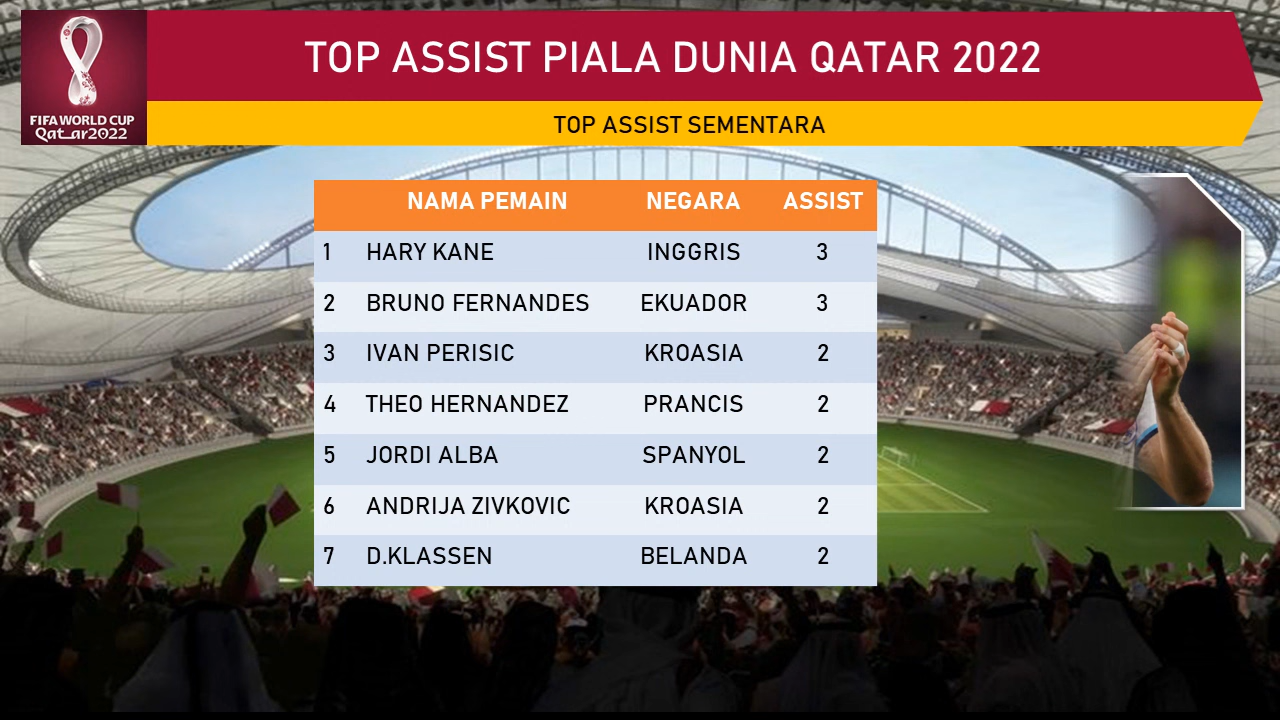 TOP ASSIST PIALA DUNIA QATAR 2022
FIFA WORLD CUP
Qatar2022
TOP ASSIST SEMENTARA
NAMA PEMAIN NEGARA ASSIST
1 HARY KANE INGGRIS 3
2 BRUNO FERNANDES EKUADOR 3
3 IVAN PERISIC KROASIA 2
4 THEO HERNANDEZ PRANCIS 2
5 JORDI ALBA SPANYOL 2
6 ANDRIJA ZIVKOVIC KROASIA 2
7 D.KLASSEN BELANDA 2